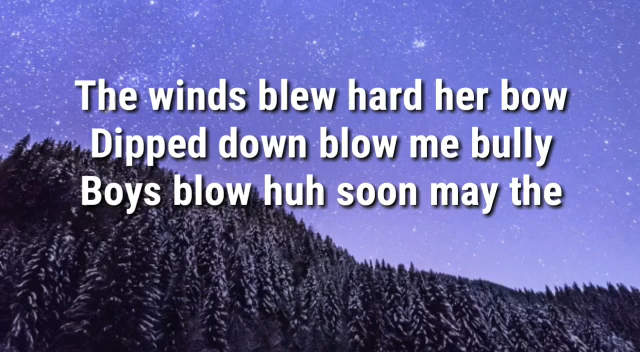 The winds blew hard her bow
Dipped down blow me bully
Boys blow huh soon may the